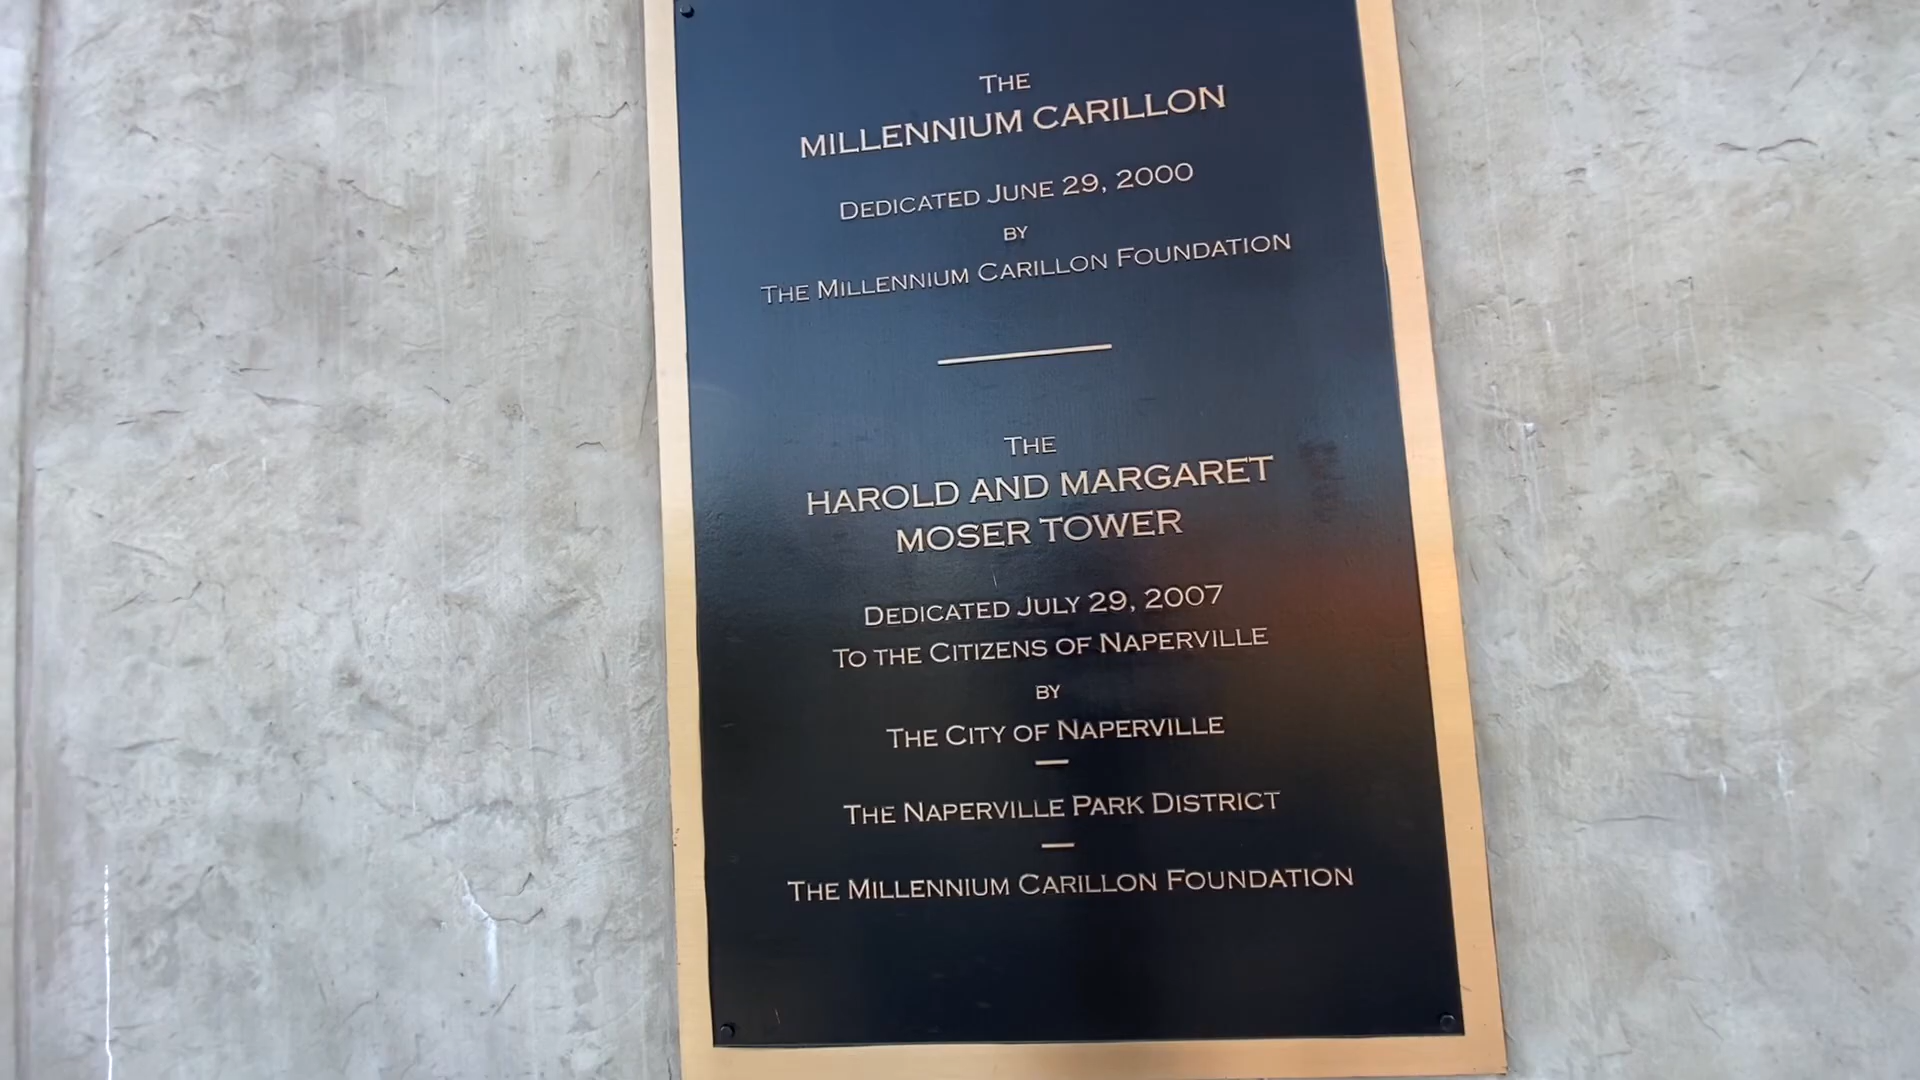 THE
MILLENNIUM CARILLON
DEDICATED JUNE 29, 2000
BY
THE MILLENNIUM CARILLON FOUNDATION
THE
HAROLD AND MARGARET
MOSER TOWER
DEDICATED JULY 29, 2007
TO THE CITIZENS OF NAPERVILLE
BY
THE CITY OF NAPERVILLE
THE NAPERVILLE PARK DISTRICT
THE MILLENNIUM CARILLON FOUNDATION